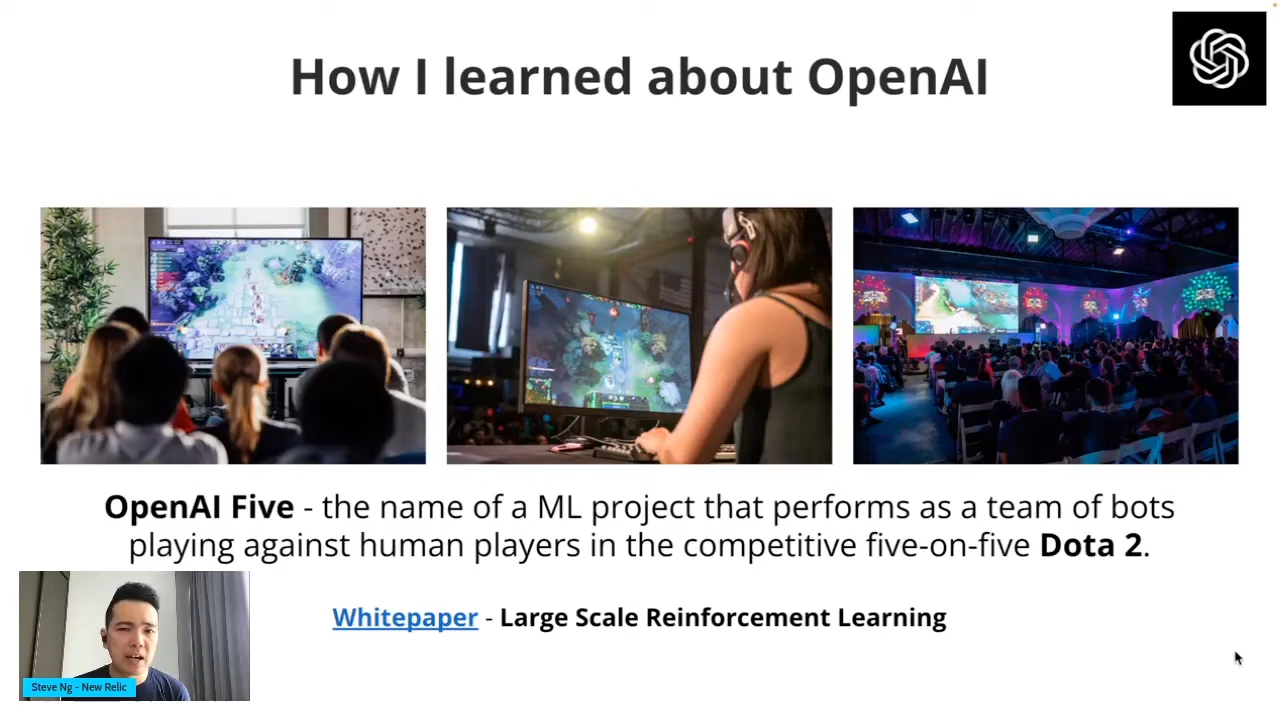 How I learned about OpenAI
OpenAI Five - the name of a ML project that performs as a team of bots
playing against human players in the competitive five-on-five Dota 2.
Whitepaper - Large Scale Reinforcement Learning
Steve Ng - New Relic